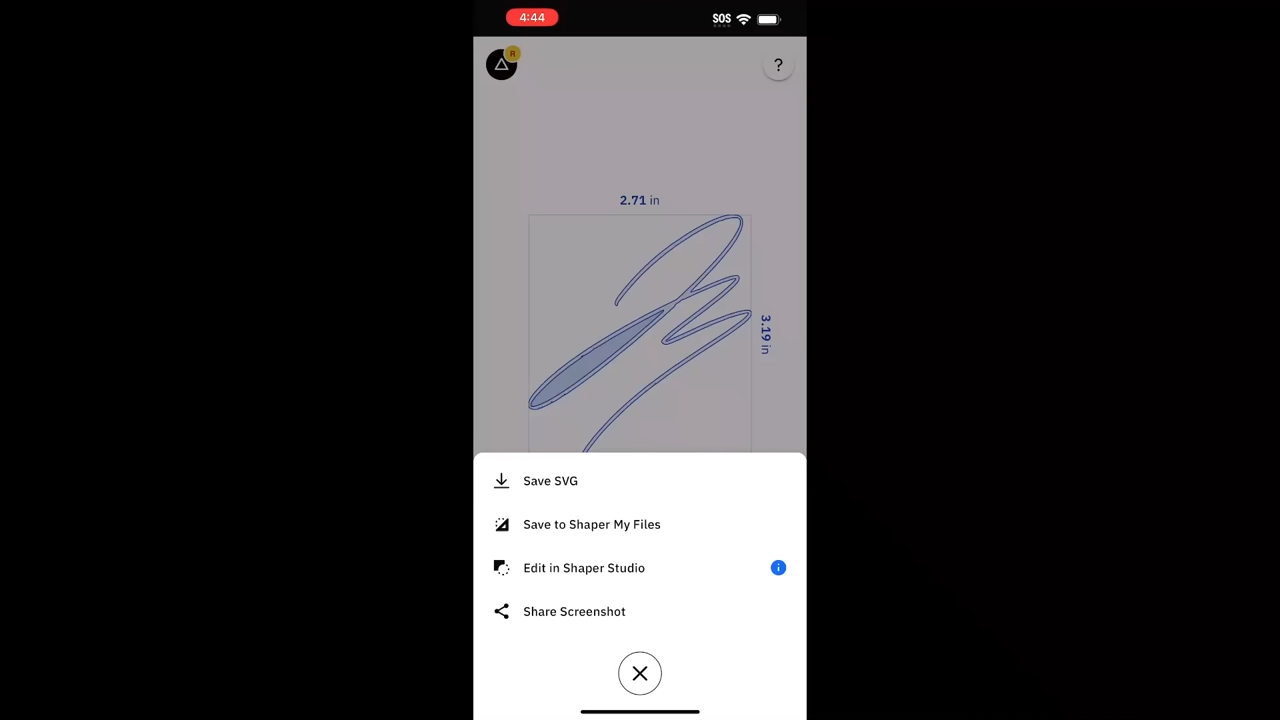 4:44
SOS
R
?
2.71 in
3.19 in
Save SVG
Save to Shaper My Files
Edit in Shaper Studio
i
Share Screenshot